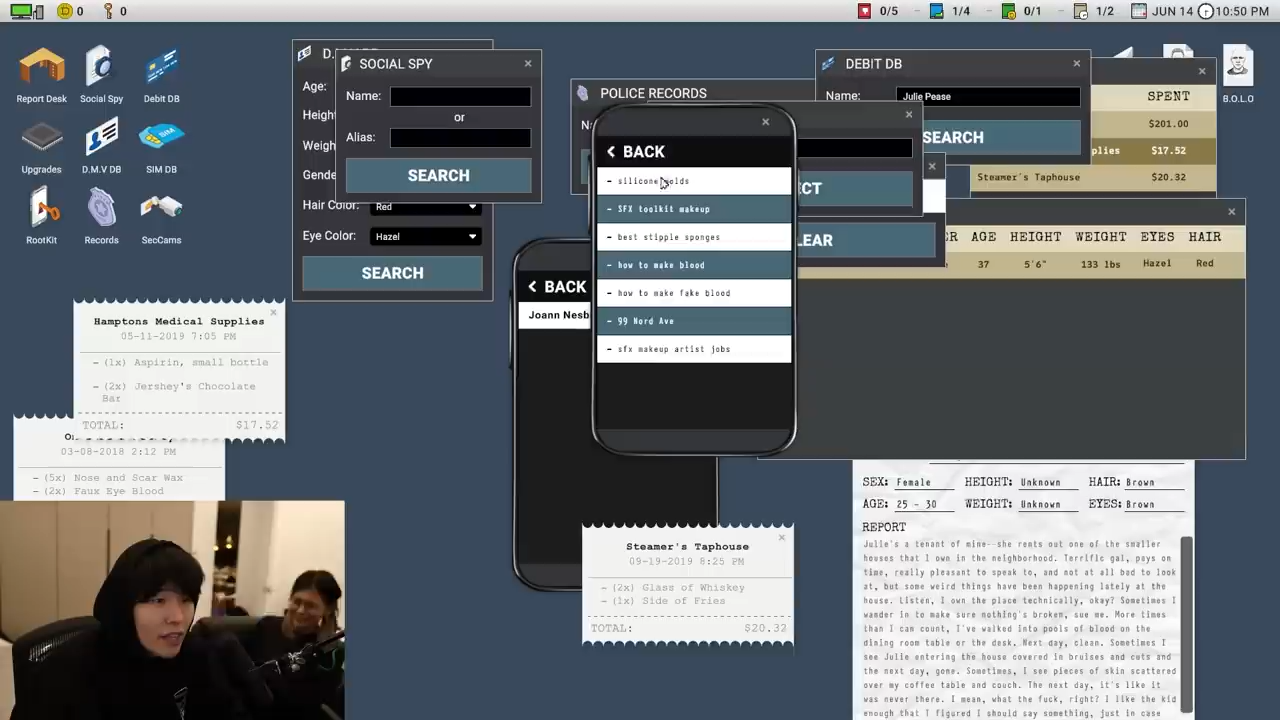 0
0
0/5
1/4
0/1
1/2
JUN 14
10:50 PM
Report Desk
Social Spy
Debit DB
Upgrades
D.M.V DB
SIM DB
RootKit
Records
SecCams
B.O.L.O
Age:
Gende
Hair Color:
Red
Eye Color:
Hazel
SEARCH
SOCIAL SPY
Name:
or
Alias:
SEARCH
POLICE RECORDS
DEBIT DB
Name:
Julie Pease
SEARCH
SPENT
$201.00
plies
$17.52
Steamer's Taphouse
$20.32
ECT
LEAR
ER
AGE
HEIGHT
WEIGHT
EYES
HAIR
37
5'6"
133 lbs
Hazel
Red
BACK
Joann Nesb
BACK
- silicone molds
- SFX toolkit makeup
- best stipple sponges
- how to make blood
- how to make fake blood
- 99 Nord Ave
- sfx makeup artist jobs
Hamptons Medical Supplies
05-11-2019 7:05 PM
- (1x) Aspirin, small bottle
- (2x) Jershey's Chocolate
Bar
TOTAL:
$17.52
03-08-2018 2:12 PM
- (5x) Nose and Scar Wax
- (2x) Faux Eye Blood
Steamer's Taphouse
09-19-2019 8:25 PM
- (2x) Glass of Whiskey
- (1x) Side of Fries
TOTAL:
$20.32
SEX: Female
HEIGHT: Unknown
HAIR: Brown
AGE: 25 - 30
WEIGHT: Unknown
EYES: Brown
REPORT
Julie's a tenant of mine--she rents out one of the smaller
houses that I own in the neighborhood. Terrific gal, pays on
time, really pleasant to speak to, and not at all bad to look
at, but some weird things have been happening lately at the
house. Listen, I own the place technically, okay? Sometimes I
wander in to make sure nothing's broken, sue me. More times
than I can count, I've walked into pools of blood on the
dining room table or the desk. Next day, clean. Sometimes I
see Julie entering the house covered in bruises and cuts and
the next day, gone. Sometimes, I see pieces of skin scattered
over my coffee table and couch. The next day, it's like it
was never there. I mean, what the fuck, right? I like the kid
enough that I figured I should say something, just in case